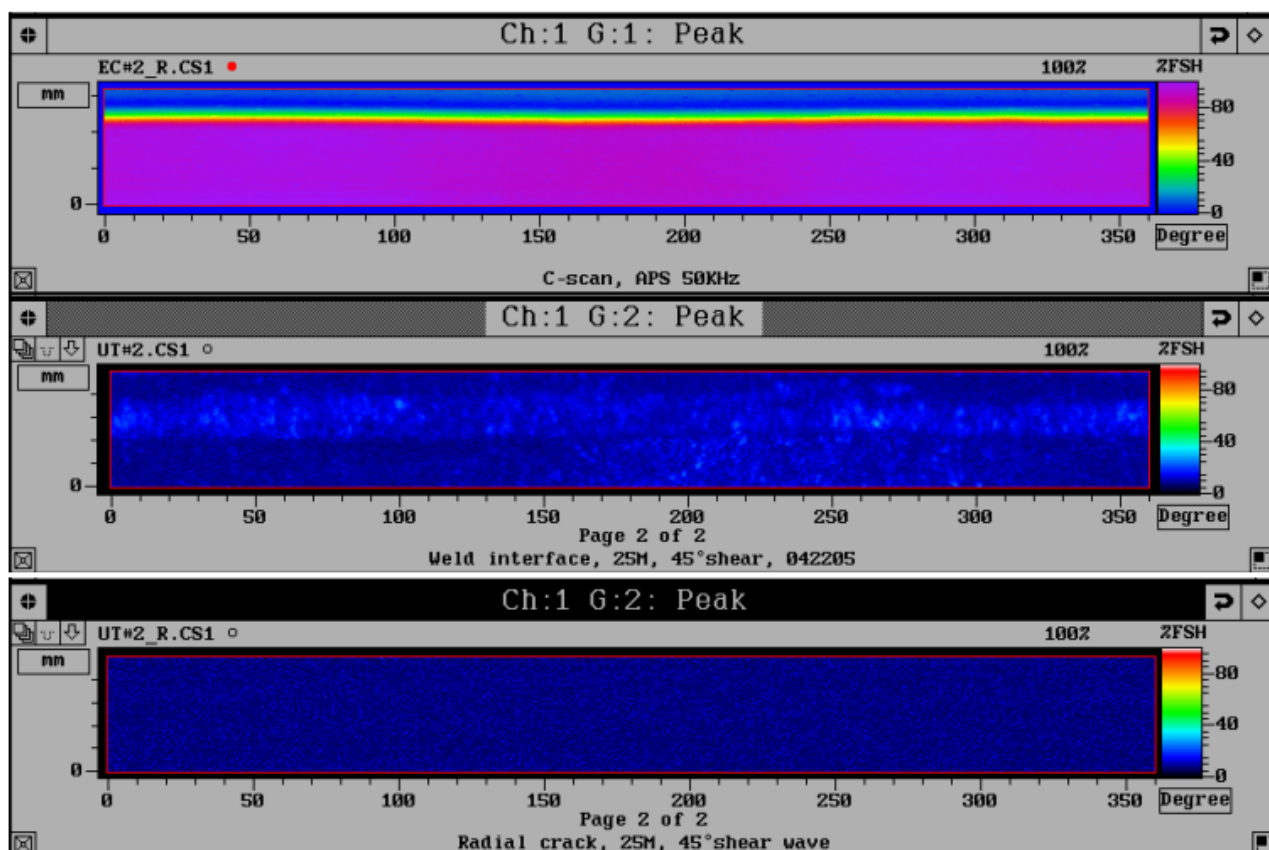 Ch:1 G:1: Peak
EC#2_R.CS1 100% %FSH
mm
80
40
0
0
0 50 100 150 200 250 300 350 Degree
C-scan, APS 50KHz
Ch:1 G:2: Peak
UT#2.CS1 100% %FSH
mm
80
40
0
0
0 50 100 150 200 250 300 350 Degree
Page 2 of 2
Weld interface, 25M, 45°shear, 042205
Ch:1 G:2: Peak
UT#2_R.CS1 100% %FSH
mm
80
40
0
0
0 50 100 150 200 250 300 350 Degree
Page 2 of 2
Radial crack, 25M, 45°shear wave